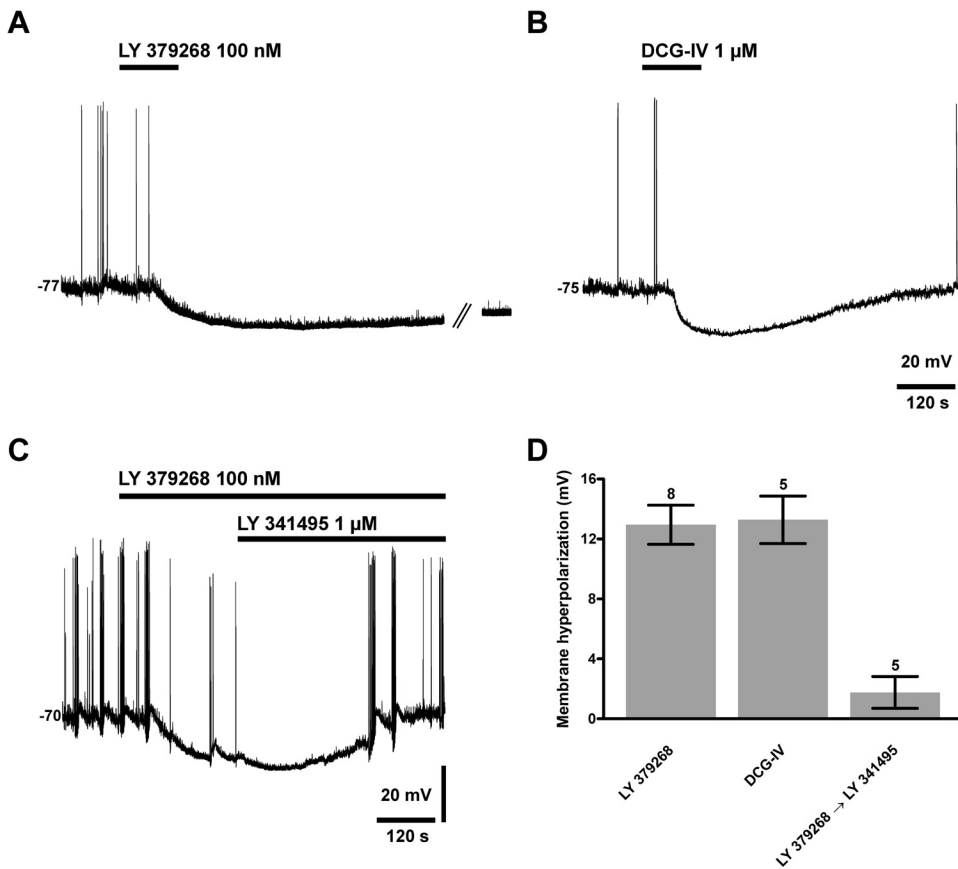 A
LY 379268 100 nM
-77
B
DCG-IV 1 µM
-75
20 mV
120 s
C
LY 379268 100 nM
LY 341495 1 µM
-70
20 mV
120 s
D
Membrane hyperpolarization (mV)
16
12
8
4
0
8
5
5
LY 379268
DCG-IV
LY 379268 → LY 341495